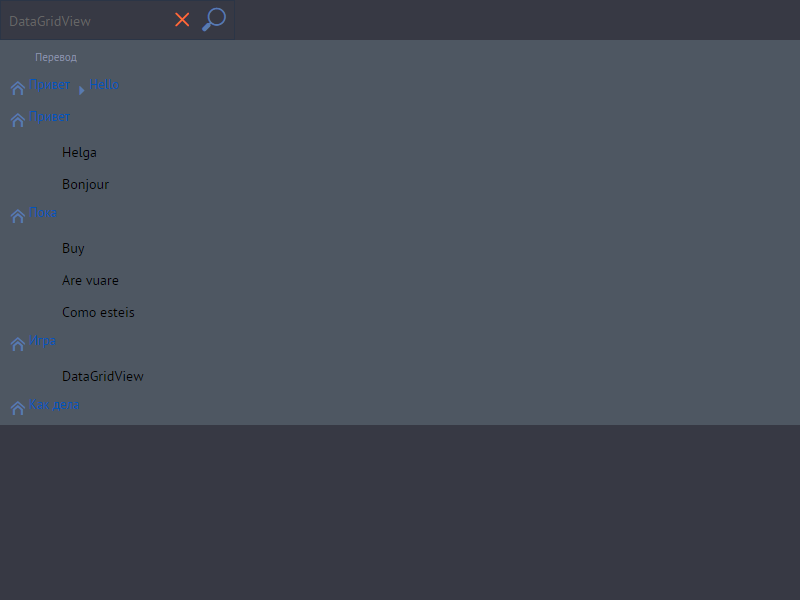 DataGridView
Перевод
Привет Hello
Привет
Helga
Bonjour
Пока
Buy
Are vuare
Como esteis
Игра
DataGridView
Как дела